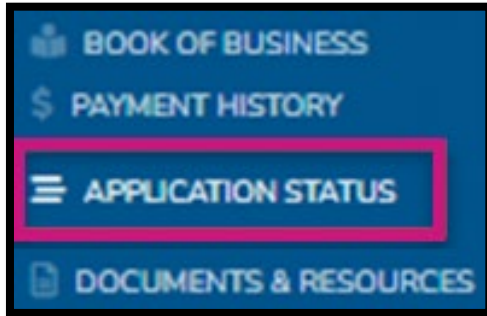 BOOK OF BUSINESS
$ PAYMENT HISTORY
APPLICATION STATUS
DOCUMENTS & RESOURCES